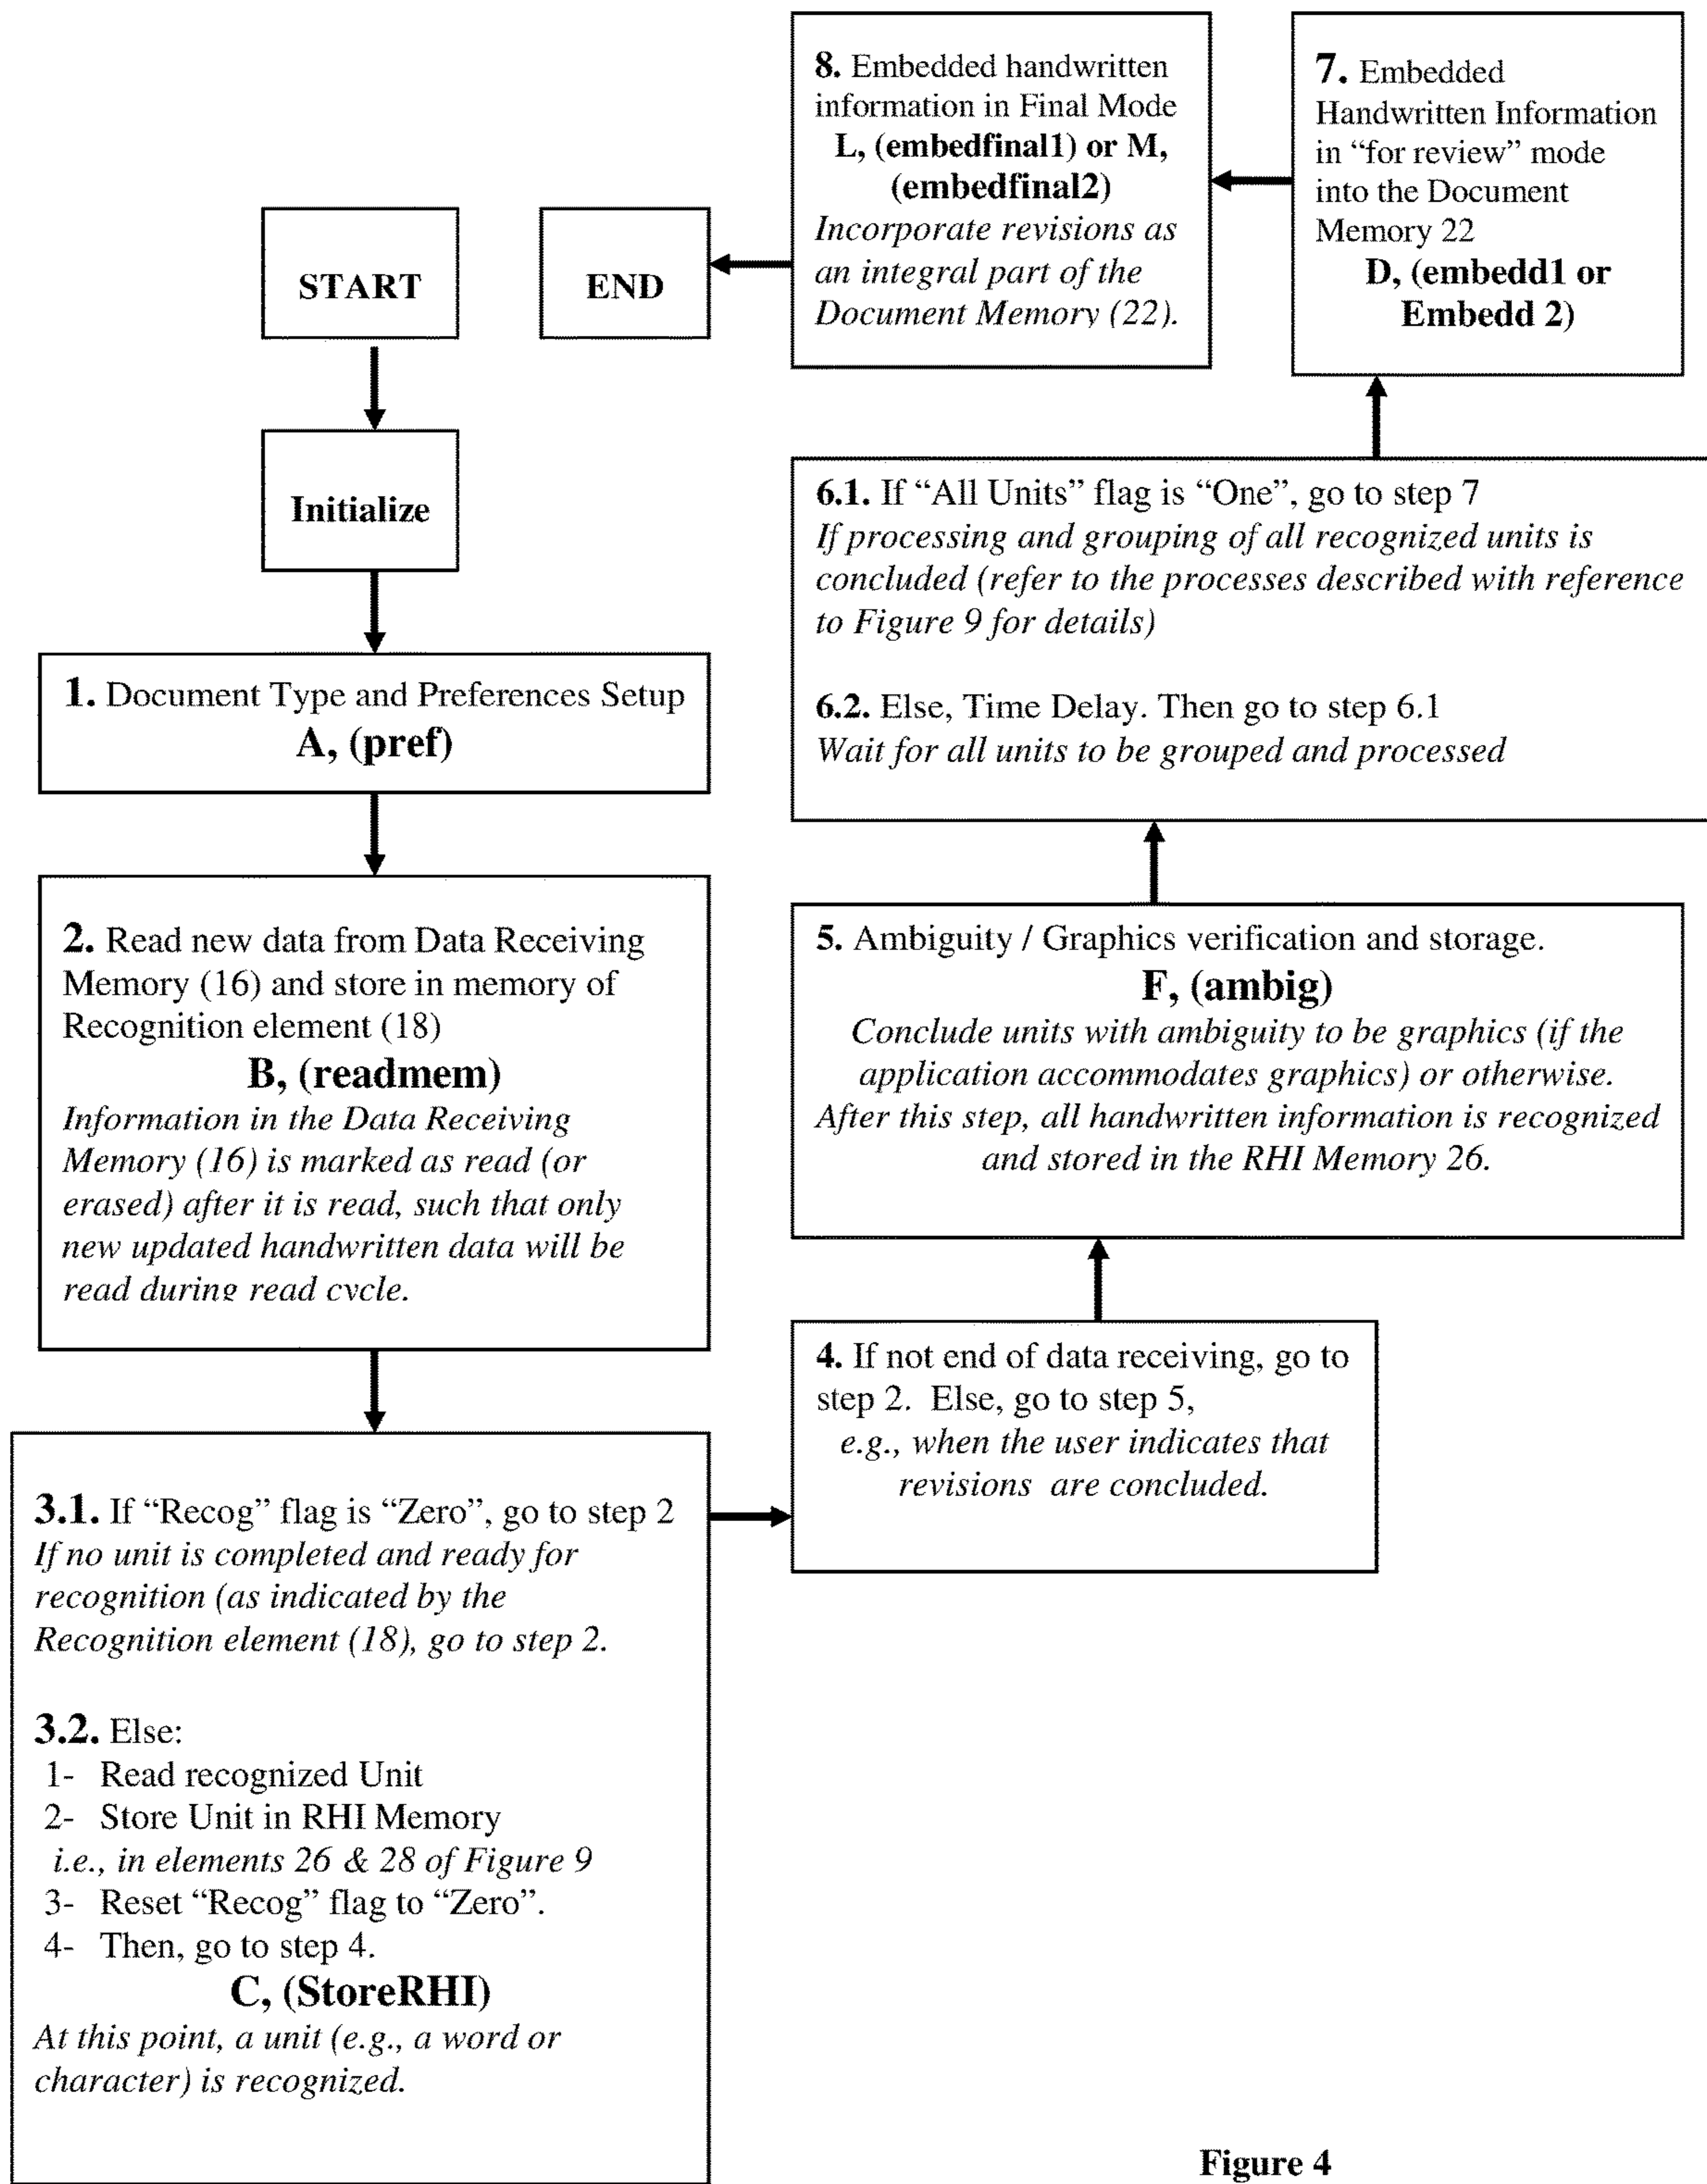 START
Initialize
1. Document Type and Preferences Setup
A, (pref)
2. Read new data from Data Receiving
Memory (16) and store in memory of
Recognition element (18)
B, (readmem)
Information in the Data Receiving
Memory (16) is marked as read (or
erased) after it is read, such that only
new updated handwritten data will be
read during read cycle.
3.1. If “Recog” flag is “Zero”, go to step 2
If no unit is completed and ready for
recognition (as indicated by the
Recognition element (18), go to step 2.
3.2. Else:
1- Read recognized Unit
2- Store Unit in RHI Memory
i.e., in elements 26 & 28 of Figure 9
3- Reset “Recog” flag to “Zero”.
4- Then, go to step 4.
C, (StoreRHI)
At this point, a unit (e.g., a word or
character) is recognized.
4. If not end of data receiving, go to
step 2. Else, go to step 5,
e.g., when the user indicates that
revisions are concluded.
5. Ambiguity / Graphics verification and storage.
F, (ambig)
Conclude units with ambiguity to be graphics (if the
application accommodates graphics) or otherwise.
After this step, all handwritten information is recognized
and stored in the RHI Memory 26.
6.1. If “All Units” flag is “One”, go to step 7
If processing and grouping of all recognized units is
concluded (refer to the processes described with reference
to Figure 9 for details)
6.2. Else, Time Delay. Then go to step 6.1
Wait for all units to be grouped and processed
7. Embedded
Handwritten Information
in “for review” mode
into the Document
Memory 22
D, (embedd1 or
Embedd 2)
8. Embedded handwritten
information in Final Mode
L, (embedfinal1) or M,
(embedfinal2)
Incorporate revisions as
an integral part of the
Document Memory (22).
END
Figure 4